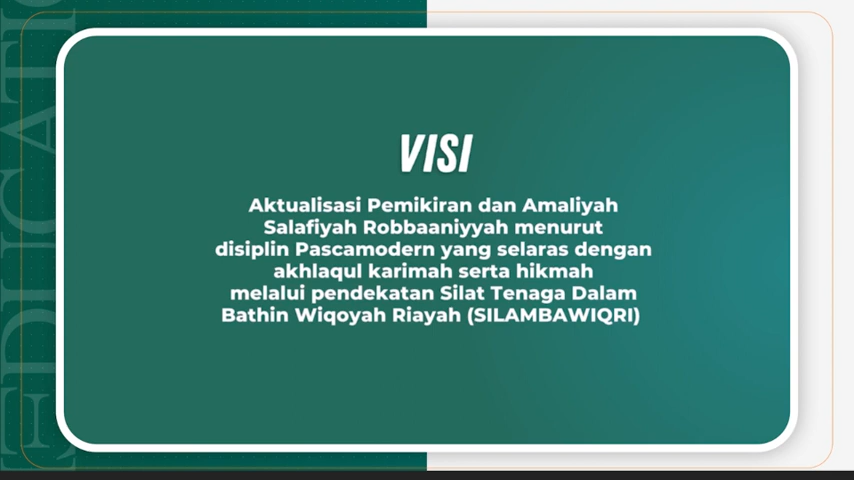 EDUCATI
VISI
Aktualisasi Pemikiran dan Amaliyah
Salafiyah Robbaaniyyah menurut
disiplin Pascamodern yang selaras dengan
akhlaqul karimah serta hikmah
melalui pendekatan Silat Tenaga Dalam
Bathin Wiqoyah Riayah (SILAMBAWIQRI)